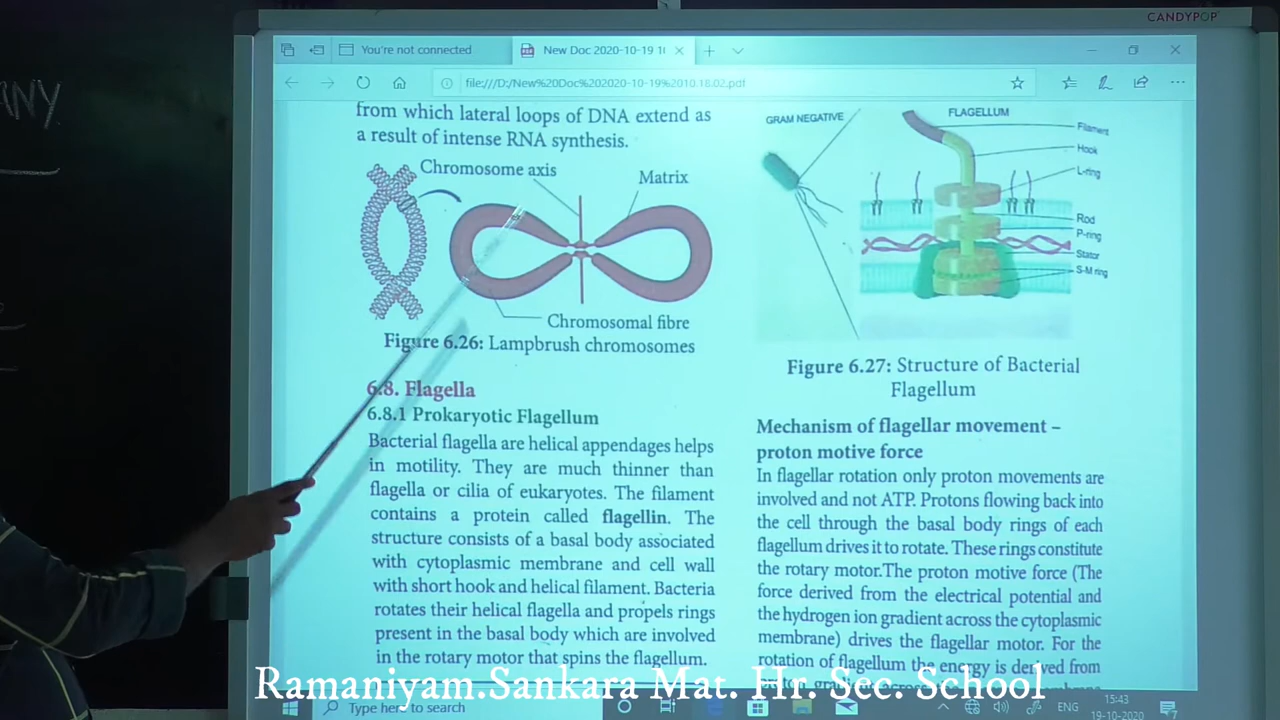 CANDYPOP
ANY
You're not connected
New Doc 2020-10-19 1
file:///D:/New%20Doc%202020-10-19%2010.18.02.pdf
from which lateral loops of DNA extend as
a result of intense RNA synthesis.
Chromosome axis
Matrix
Chromosomal fibre
Figure 6.26: Lampbrush chromosomes
6.8. Flagella
6.8.1 Prokaryotic Flagellum
Bacterial flagella are helical appendages helps
in motility. They are much thinner than
flagella or cilia of eukaryotes. The filament
contains a protein called flagellin. The
structure consists of a basal body associated
with cytoplasmic membrane and cell wall
with short hook and helical filament. Bacteria
rotates their helical flagella and propels rings
present in the basal body which are involved
in the rotary motor that spins the flagellum.
GRAM NEGATIVE
FLAGELLUM
Filament
Hook
L-ring
Rod
P-ring
Stator
S-M ring
Figure 6.27: Structure of Bacterial
Flagellum
Mechanism of flagellar movement –
proton motive force
In flagellar rotation only proton movements are
involved and not ATP. Protons flowing back into
the cell through the basal body rings of each
flagellum drives it to rotate. These rings constitute
the rotary motor.The proton motive force (The
force derived from the electrical potential and
the hydrogen ion gradient across the cytoplasmic
membrane) drives the flagellar motor. For the
rotation of flagellum the energy is derived from
Ramaniyam.Sankara Mat. Hr. Sec. School
Type here to search
ENG
15:43
19-10-2020